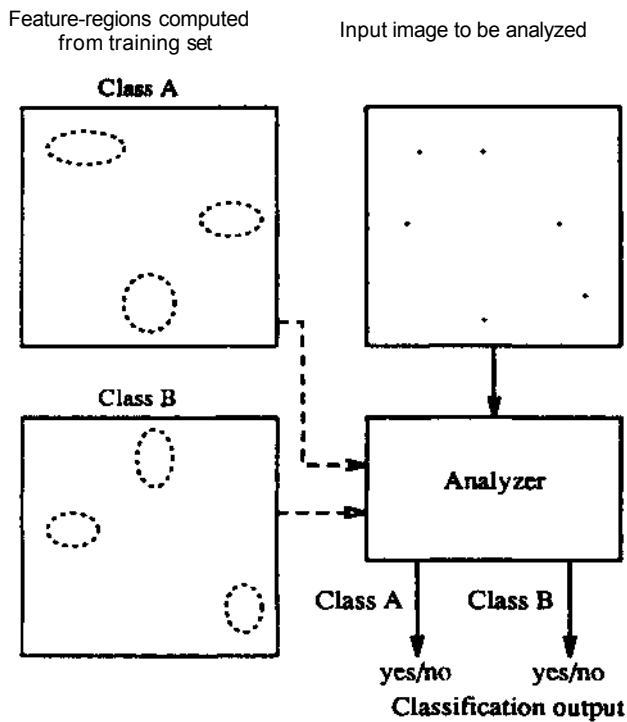 Feature-regions computed
from training set
Input image to be analyzed
Class A
Class B
Analyzer
Class A
Class B
yes/no
yes/no
Classification output